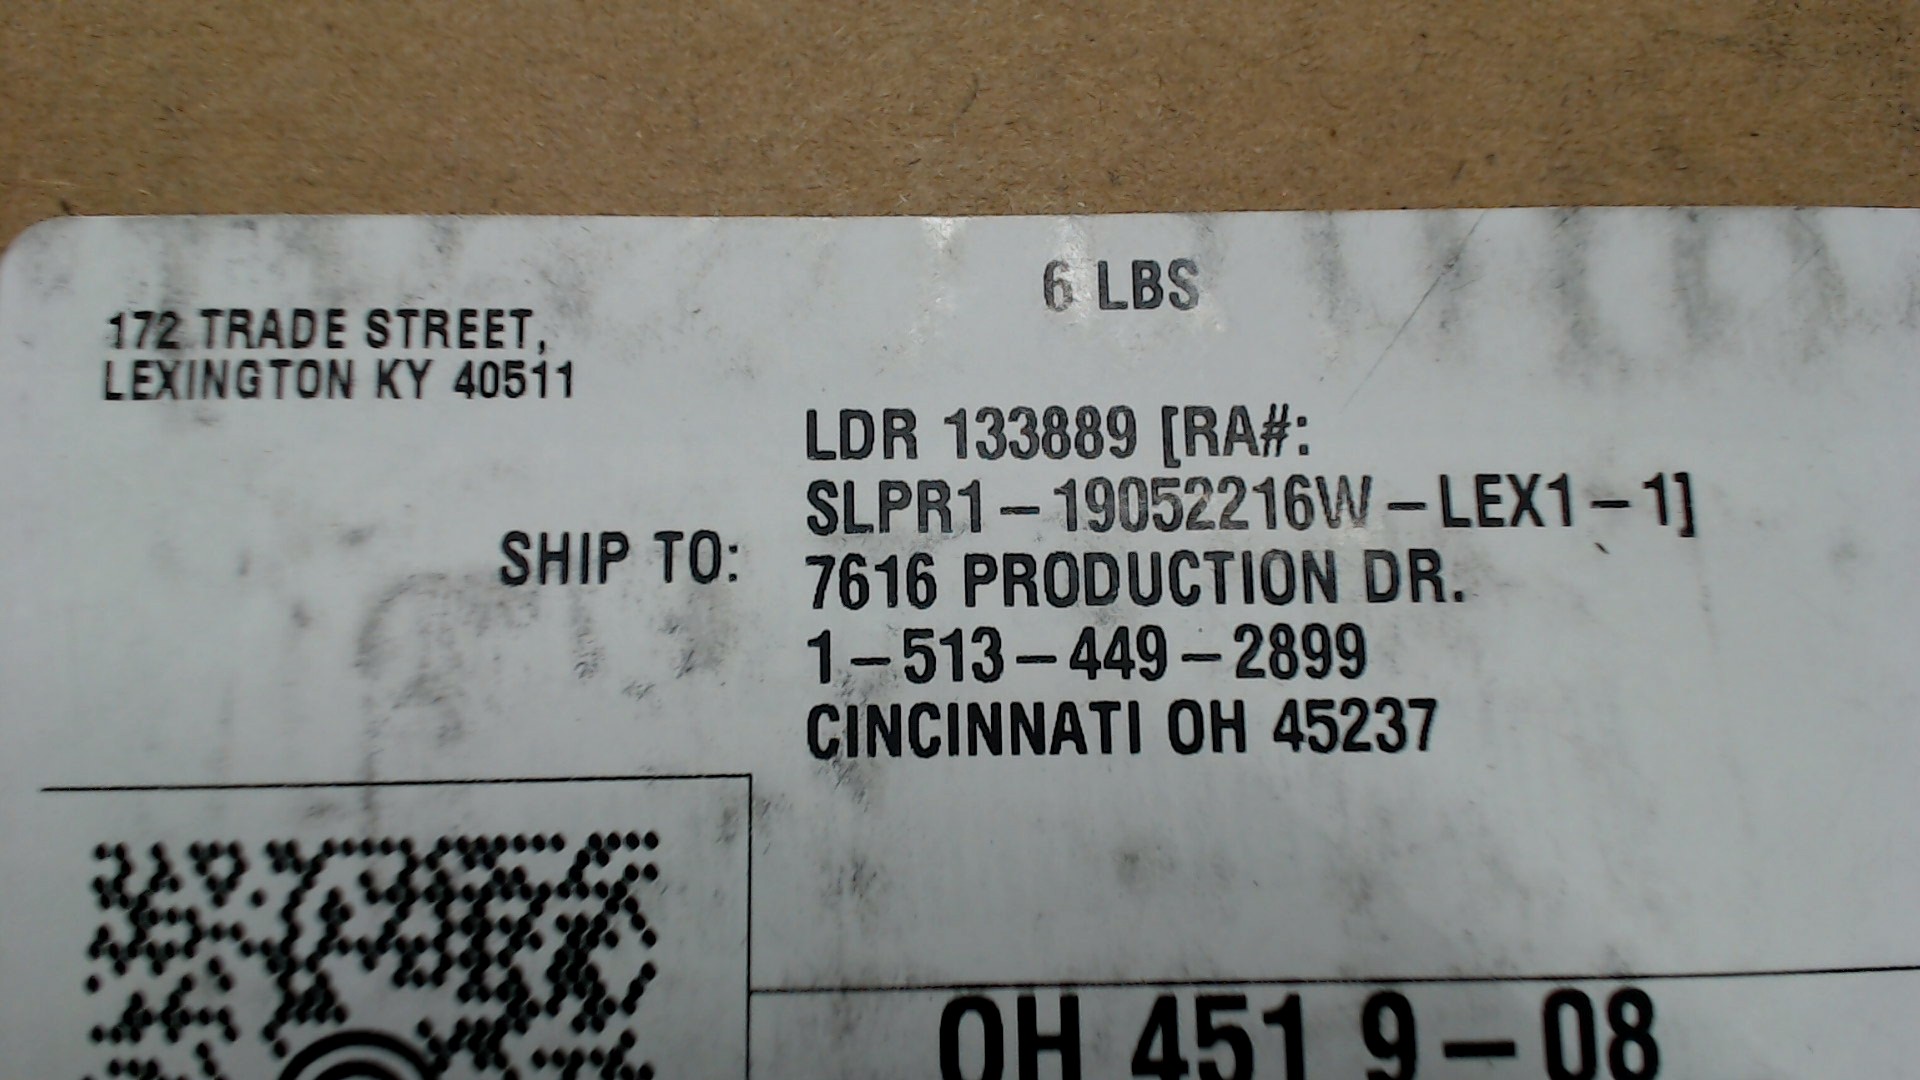 6 LBS
172 TRADE STREET,
LEXINGTON KY 40511
LDR 133889 [RA#:
SLPR1-19052216W-LEX1-1]
SHIP TO:
7616 PRODUCTION DR.
1-513-449-2899
CINCINNATI OH 45237
OH 451 9-08